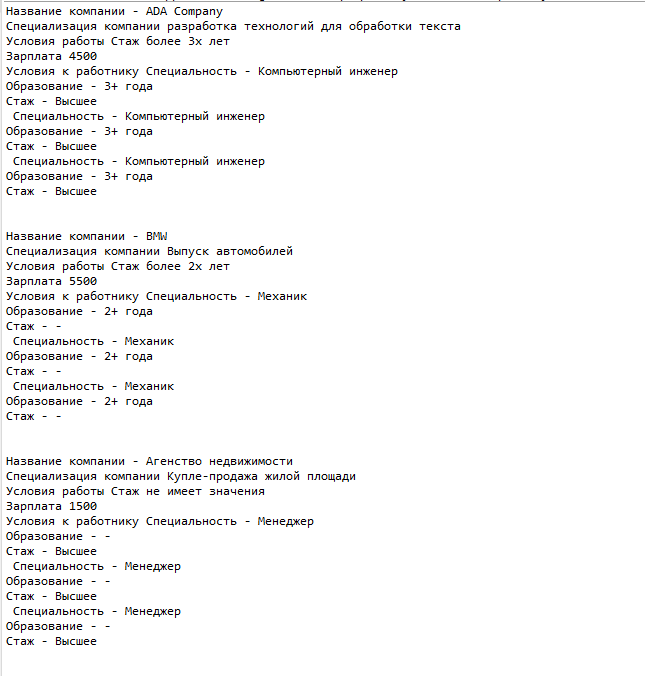 Название компании - ADA Company
Специализация компании разработка технологий для обработки текста
Условия работы Стаж более 3х лет
Зарплата 4500
Условия к работнику Специальность - Компьютерный инженер
Образование - 3+ года
Стаж - Высшее
Специальность - Компьютерный инженер
Образование - 3+ года
Стаж - Высшее
Специальность - Компьютерный инженер
Образование - 3+ года
Стаж - Высшее
Название компании - BMW
Специализация компании Выпуск автомобилей
Условия работы Стаж более 2х лет
Зарплата 5500
Условия к работнику Специальность - Механик
Образование - 2+ года
Стаж - -
Специальность - Механик
Образование - 2+ года
Стаж - -
Специальность - Механик
Образование - 2+ года
Стаж - -
Название компании - Агенство недвижимости
Специализация компании Купле-продажа жилой площади
Условия работы Стаж не имеет значения
Зарплата 1500
Условия к работнику Специальность - Менеджер
Образование - -
Стаж - Высшее
Специальность - Менеджер
Образование - -
Стаж - Высшее
Специальность - Менеджер
Образование - -
Стаж - Высшее